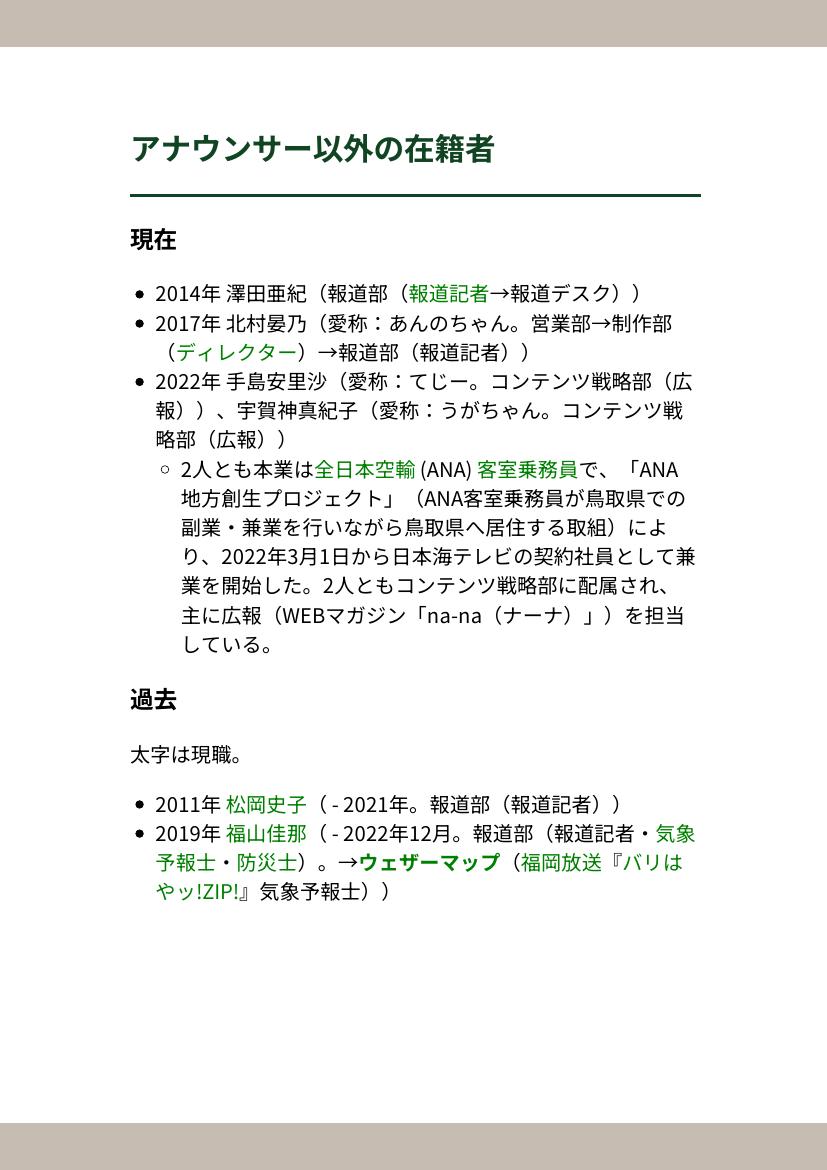 アナウンサー以外の在籍者
現在
• 2014年 澤田亜紀（報道部（報道記者→報道デスク））
• 2017年 北村晏乃（愛称：あんのちゃん。営業部→制作部
（ディレクター）→報道部（報道記者））
• 2022年 手島安里沙（愛称：てじー。コンテンツ戦略部（広
報））、宇賀神真紀子（愛称：うがちゃん。コンテンツ戦
略部（広報））
○ 2人とも本業は全日本空輸 (ANA) 客室乗務員で、「ANA
地方創生プロジェクト」（ANA客室乗務員が鳥取県での
副業・兼業を行いながら鳥取県へ居住する取組）によ
り、2022年3月1日から日本海テレビの契約社員として兼
業を開始した。2人ともコンテンツ戦略部に配属され、
主に広報（WEBマガジン「na-na（ナーナ）」）を担当
している。
過去
太字は現職。
• 2011年 松岡史子（ - 2021年。報道部（報道記者））
• 2019年 福山佳那（ - 2022年12月。報道部（報道記者・気象
予報士・防災士）。→ウェザーマップ（福岡放送『バリは
やッ!ZIP!』気象予報士））